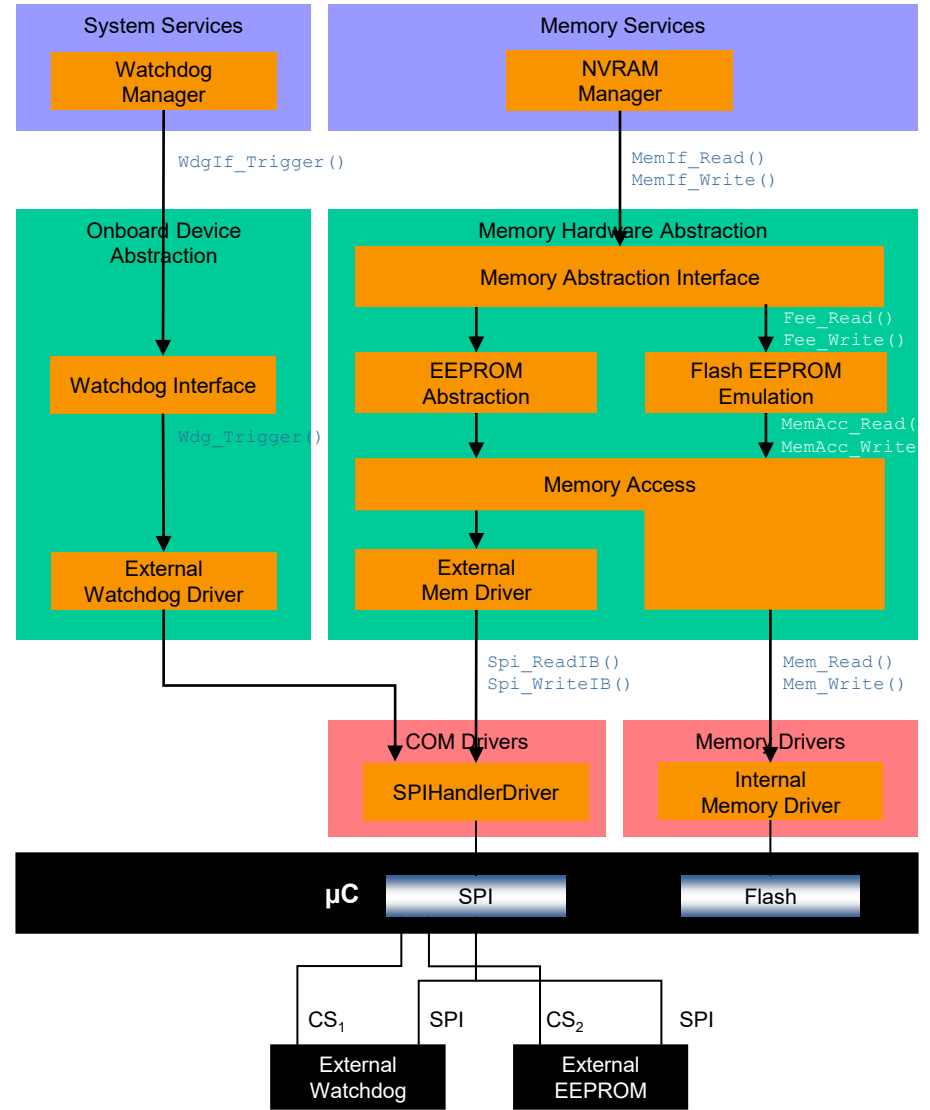 System Services
Memory Services
Watchdog
Manager
NVRAM
Manager
WdgIf_Trigger()
MemIf_Read()
MemIf_Write()
Onboard Device
Abstraction
Memory Hardware Abstraction
Memory Abstraction Interface
Fee_Read()
Fee_Write()
Watchdog Interface
EEPROM
Abstraction
Flash EEPROM
Emulation
Wdg_Trigger()
MemAcc_Read(
MemAcc_Write
Memory Access
External
Watchdog Driver
External
Mem Driver
Spi_ReadIB()
Spi_WriteIB()
Mem_Read()
Mem_Write()
COM Drivers
Memory Drivers
SPIHandlerDriver
Internal
Memory Driver
µC
SPI
Flash
CS1
SPI
CS2
SPI
External
Watchdog
External
EEPROM